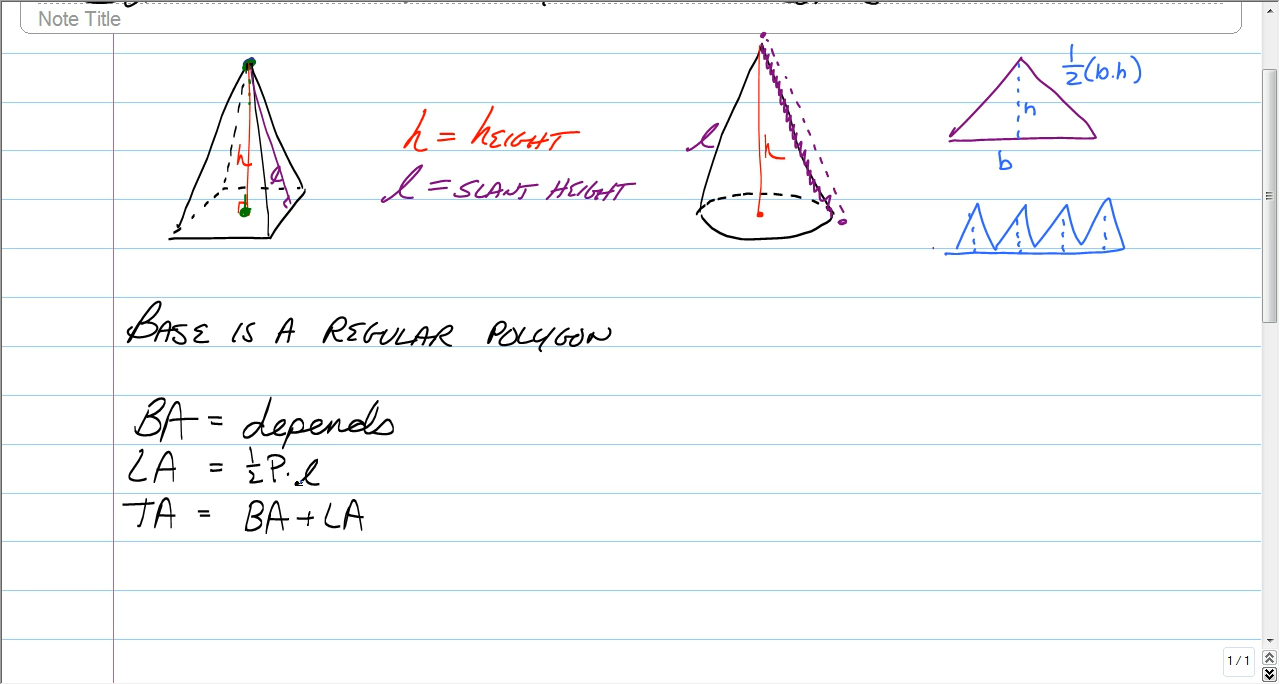 Note Title
h = HEIGHT
l = SLANT HEIGHT
h
l
l
h
1/2(b.h)
h
b
BASE IS A REGULAR POLYGON
BA = depends
LA = 1/2 P. l
TA = BA + LA
1 / 1